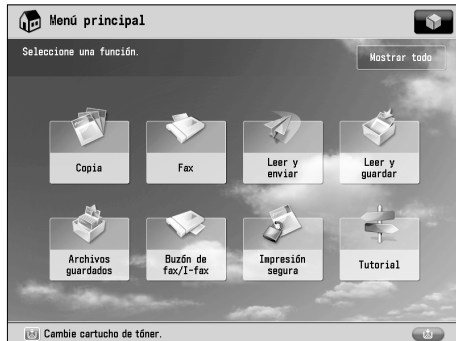 Menú principal
Seleccione una función.
Mostrar todo
Copia
Fax
Leer y
enviar
Leer y
guardar
Archivos
guardados
Buzón de
fax/I-fax
Impresión
segura
Tutorial
Cambie cartucho de tóner.